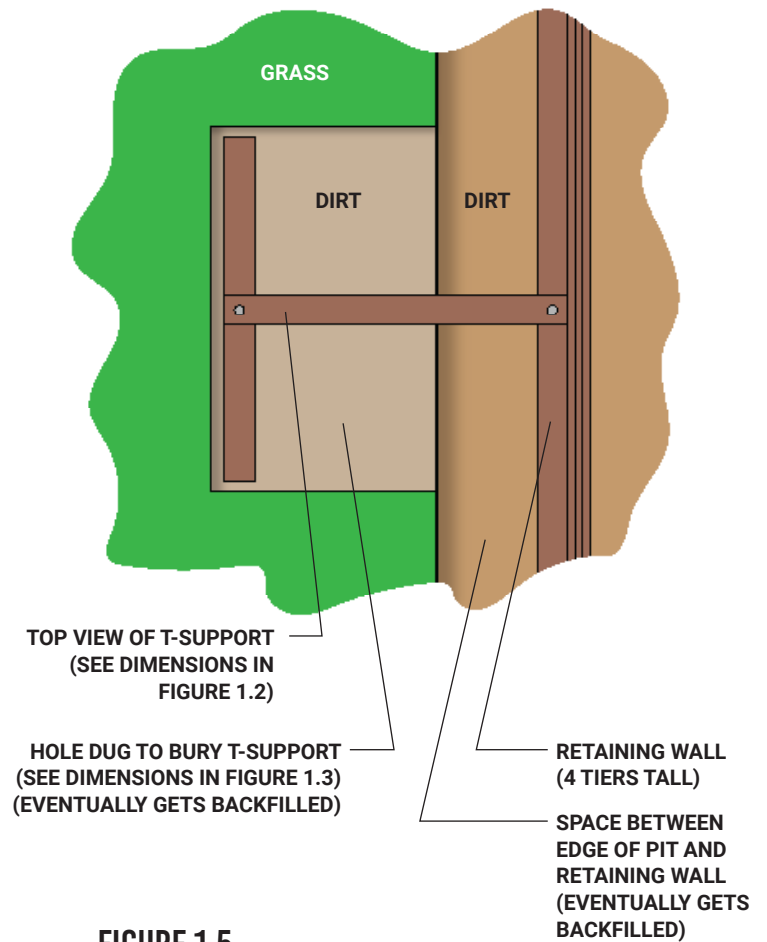 GRASS
DIRT
DIRT
TOP VIEW OF T-SUPPORT
(SEE DIMENSIONS IN
FIGURE 1.2)
HOLE DUG TO BURY T-SUPPORT
(SEE DIMENSIONS IN FIGURE 1.3)
(EVENTUALLY GETS BACKFILLED)
RETAINING WALL
(4 TIERS TALL)
SPACE BETWEEN
EDGE OF PIT AND
RETAINING WALL
(EVENTUALLY GETS
BACKFILLED)
FIGURE 1.5